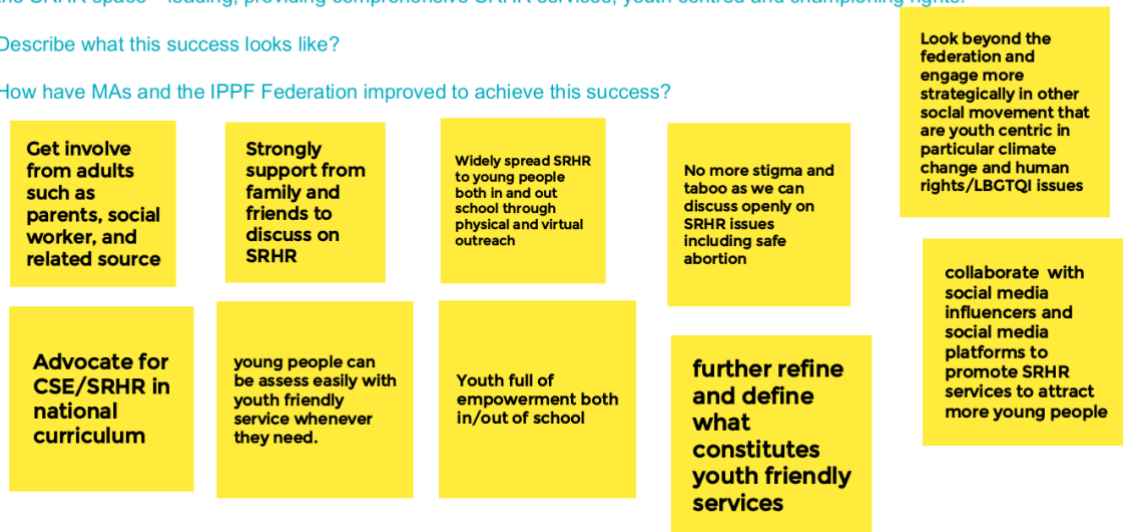 Describe what this success looks like?
How have MAs and the IPPF Federation improved to achieve this success?
Get involve
from adults
such as
parents, social
worker, and
related source
Strongly
support from
family and
friends to
discuss on
SRHR
Widely spread SRHR
to young people
both in and out
school through
physical and virtual
outreach
No more stigma and
taboo as we can
discuss openly on
SRHR issues
including safe
abortion
Look beyond the
federation and
engage more
strategically in other
social movement that
are youth centric in
particular climate
change and human
rights/LBGTQI issues
Advocate for
CSE/SRHR in
national
curriculum
young people can
be assess easily with
youth friendly
service whenever
they need.
Youth full of
empowerment both
in/out of school
further refine
and define
what
constitutes
youth friendly
services
collaborate with
social media
influencers and
social media
platforms to
promote SRHR
services to attract
more young people